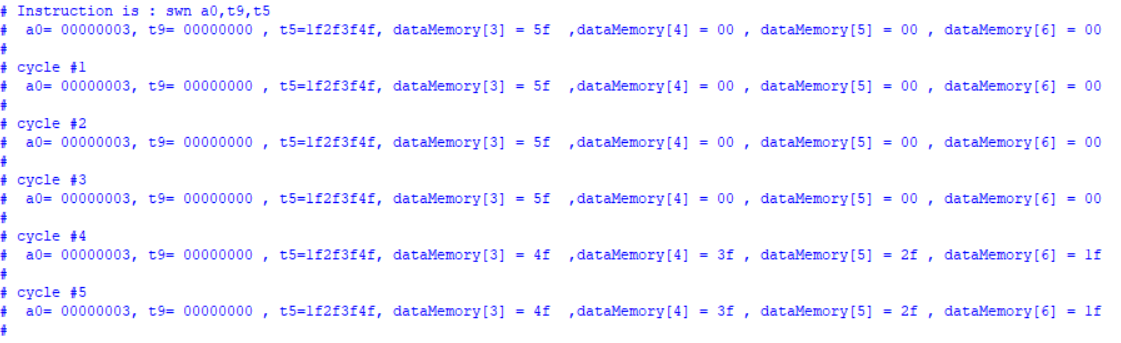 # Instruction is : swn a0,t9,t5
#  a0= 00000003, t9= 00000000 , t5=1f2f3f4f, dataMemory[3] = 5f  ,dataMemory[4] = 00 , dataMemory[5] = 00 , dataMemory[6] = 00
#
# cycle #1
#  a0= 00000003, t9= 00000000 , t5=1f2f3f4f, dataMemory[3] = 5f  ,dataMemory[4] = 00 , dataMemory[5] = 00 , dataMemory[6] = 00
#
# cycle #2
#  a0= 00000003, t9= 00000000 , t5=1f2f3f4f, dataMemory[3] = 5f  ,dataMemory[4] = 00 , dataMemory[5] = 00 , dataMemory[6] = 00
#
# cycle #3
#  a0= 00000003, t9= 00000000 , t5=1f2f3f4f, dataMemory[3] = 5f  ,dataMemory[4] = 00 , dataMemory[5] = 00 , dataMemory[6] = 00
#
# cycle #4
#  a0= 00000003, t9= 00000000 , t5=1f2f3f4f, dataMemory[3] = 4f  ,dataMemory[4] = 3f , dataMemory[5] = 2f , dataMemory[6] = 1f
#
# cycle #5
#  a0= 00000003, t9= 00000000 , t5=1f2f3f4f, dataMemory[3] = 4f  ,dataMemory[4] = 3f , dataMemory[5] = 2f , dataMemory[6] = 1f
#